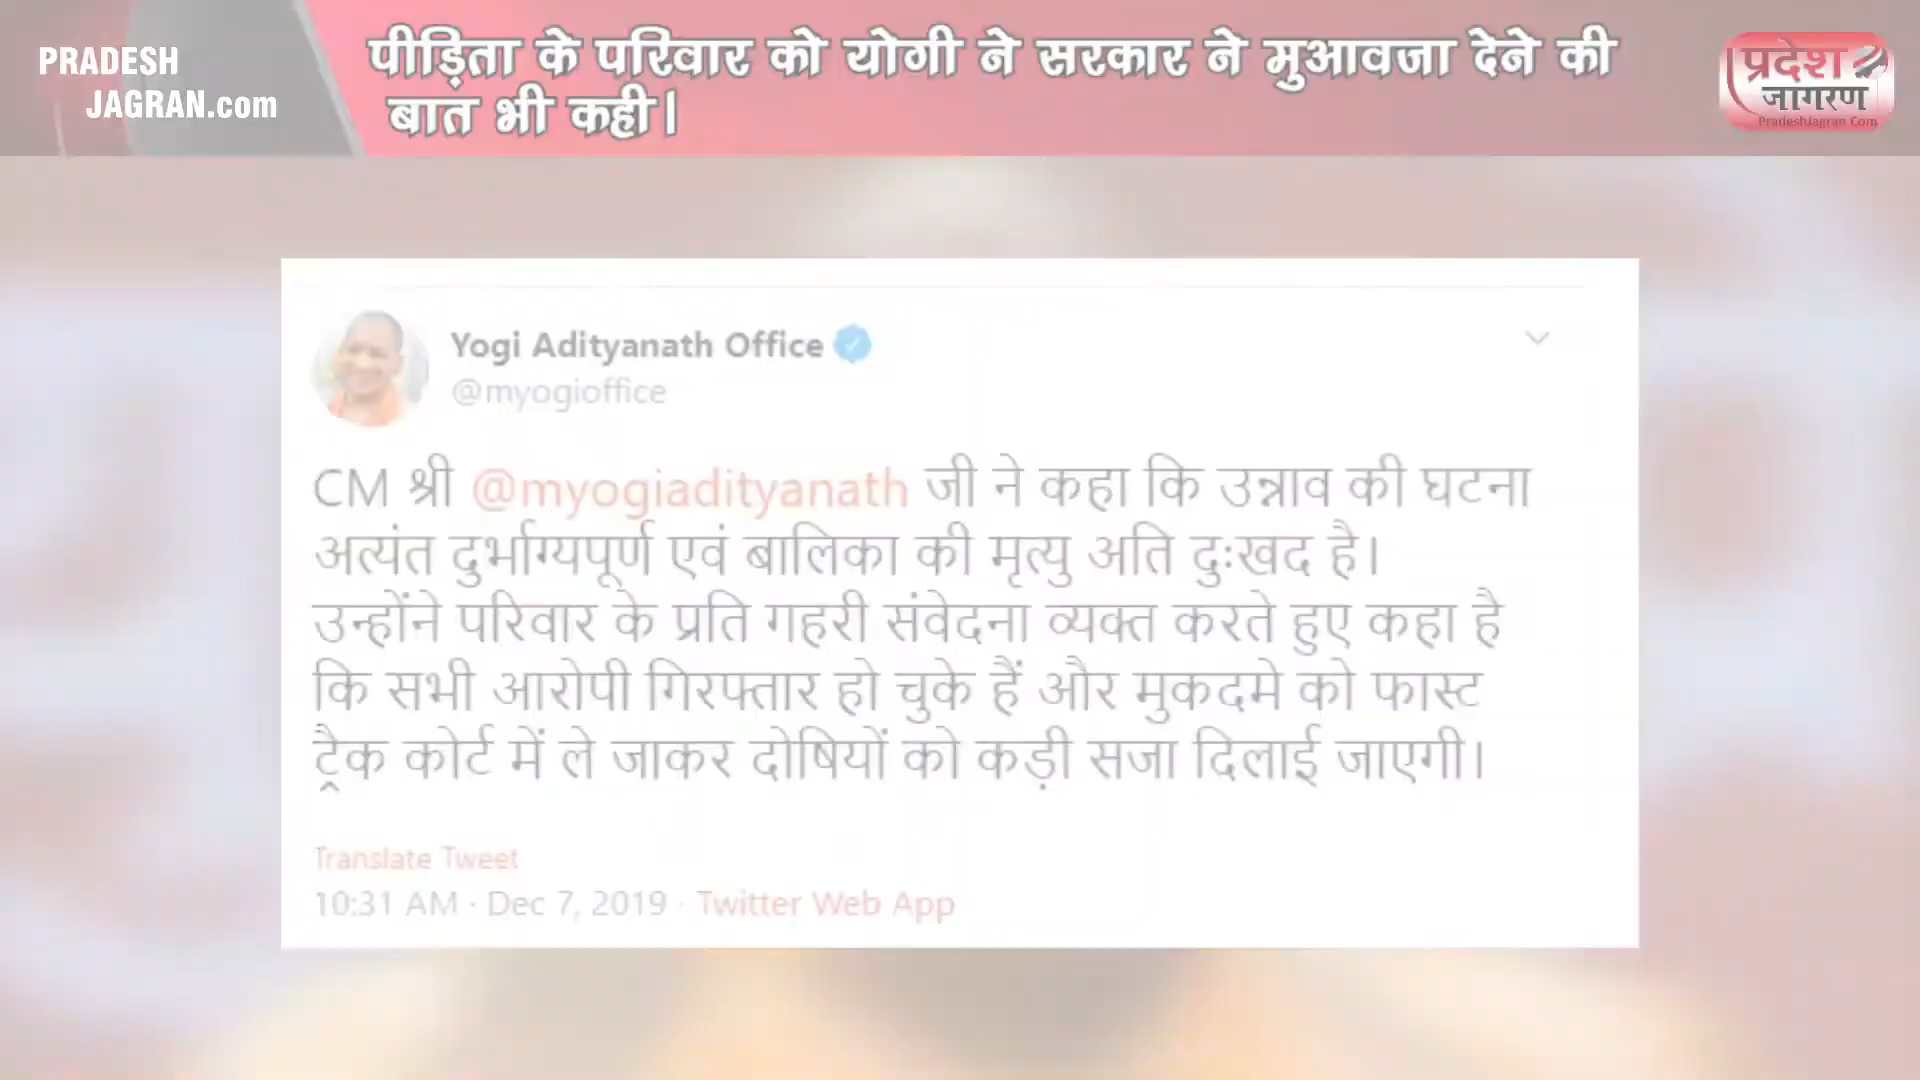 PRADESH
JAGRAN.com
पीड़िता के परिवार को योगी ने सरकार ने मुआवजा देने की
बात भी कही।
प्रदेश
जागरण
PradeshJagran.Com
Yogi Adityanath Office
@myogioffice
CM श्री @myogiadityanath जी ने कहा कि उन्नाव की घटना
अत्यंत दुर्भाग्यपूर्ण एवं बालिका की मृत्यु अति दुःखद है।
उन्होंने परिवार के प्रति गहरी संवेदना व्यक्त करते हुए कहा है
कि सभी आरोपी गिरफ्तार हो चुके हैं और मुकदमे को फास्ट
ट्रैक कोर्ट में ले जाकर दोषियों को कड़ी सजा दिलाई जाएगी।
Translate Tweet
10:31 AM · Dec 7, 2019 · Twitter Web App